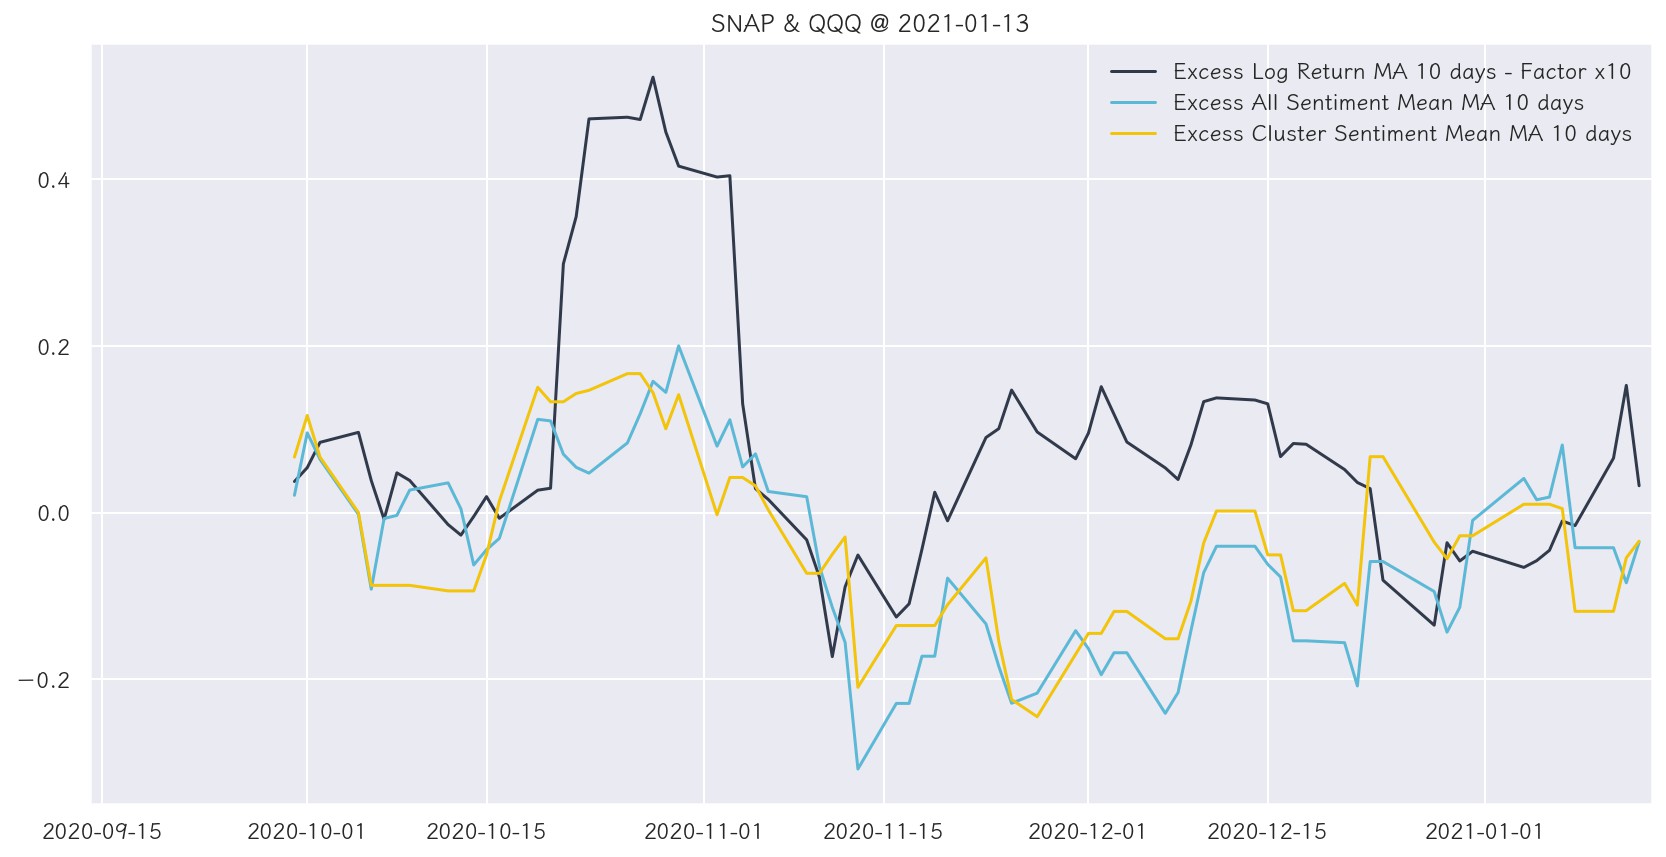 SNAP & QQQ @ 2021-01-13
Excess Log Return MA 10 days - Factor x10
Excess All Sentiment Mean MA 10 days
Excess Cluster Sentiment Mean MA 10 days
0.4
0.2
0.0
−0.2
2020-09-15 2020-10-01 2020-10-15 2020-11-01 2020-11-15 2020-12-01 2020-12-15 2021-01-01